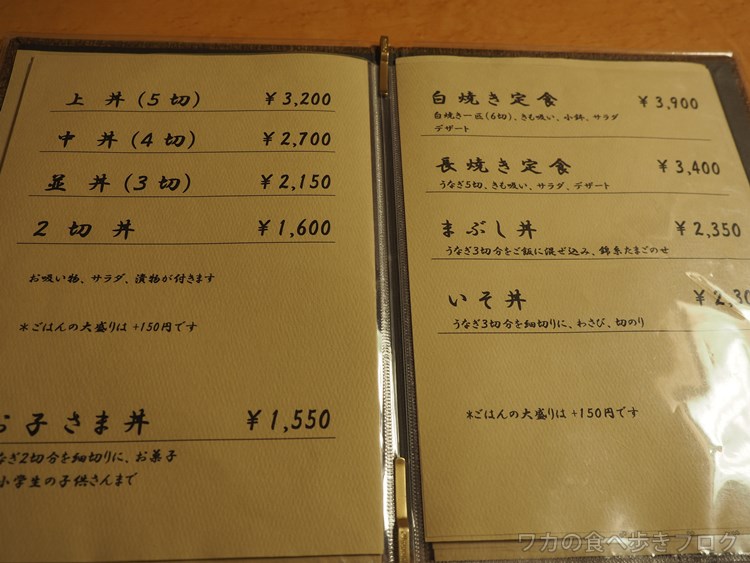 上丼(5切) ¥3,200
中丼(4切) ¥2,700
並丼(3切) ¥2,150
2切丼 ¥1,600
お吸い物、サラダ、漬物が付きます
*ごはんの大盛りは+150円です
お子さま丼 ¥1,550
なぎ2切分を細切りに、お菓子
小学生の子供さんまで
白焼き定食 ¥3,900
白焼き一匹(6切)、きも吸い、小鉢、サラダ
デザート
長焼き定食 ¥3,400
うなぎ5切、きも吸い、サラダ、デザート
まぶし丼 ¥2,350
うなぎ3切分をご飯に混ぜ込み、錦糸たまごのせ
いそ丼 ¥2,30
うなぎ3切分を細切りに、わさび、切のり
*ごはんの大盛りは+150円です
ワカの食べ歩きブログ